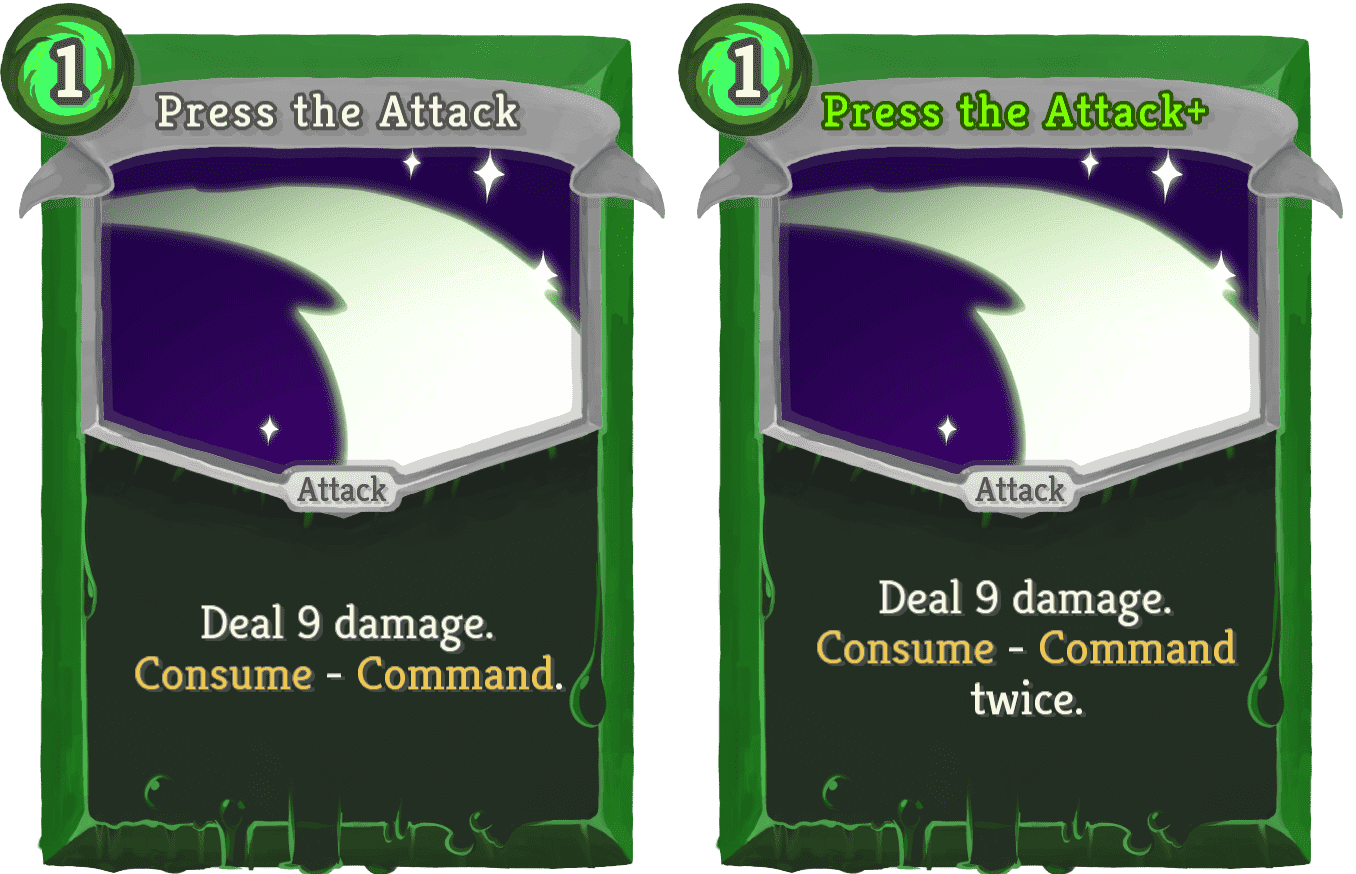 1
Press the Attack
Attack
Deal 9 damage.
Consume - Command.
1
Press the Attack+
Attack
Deal 9 damage.
Consume - Command
twice.